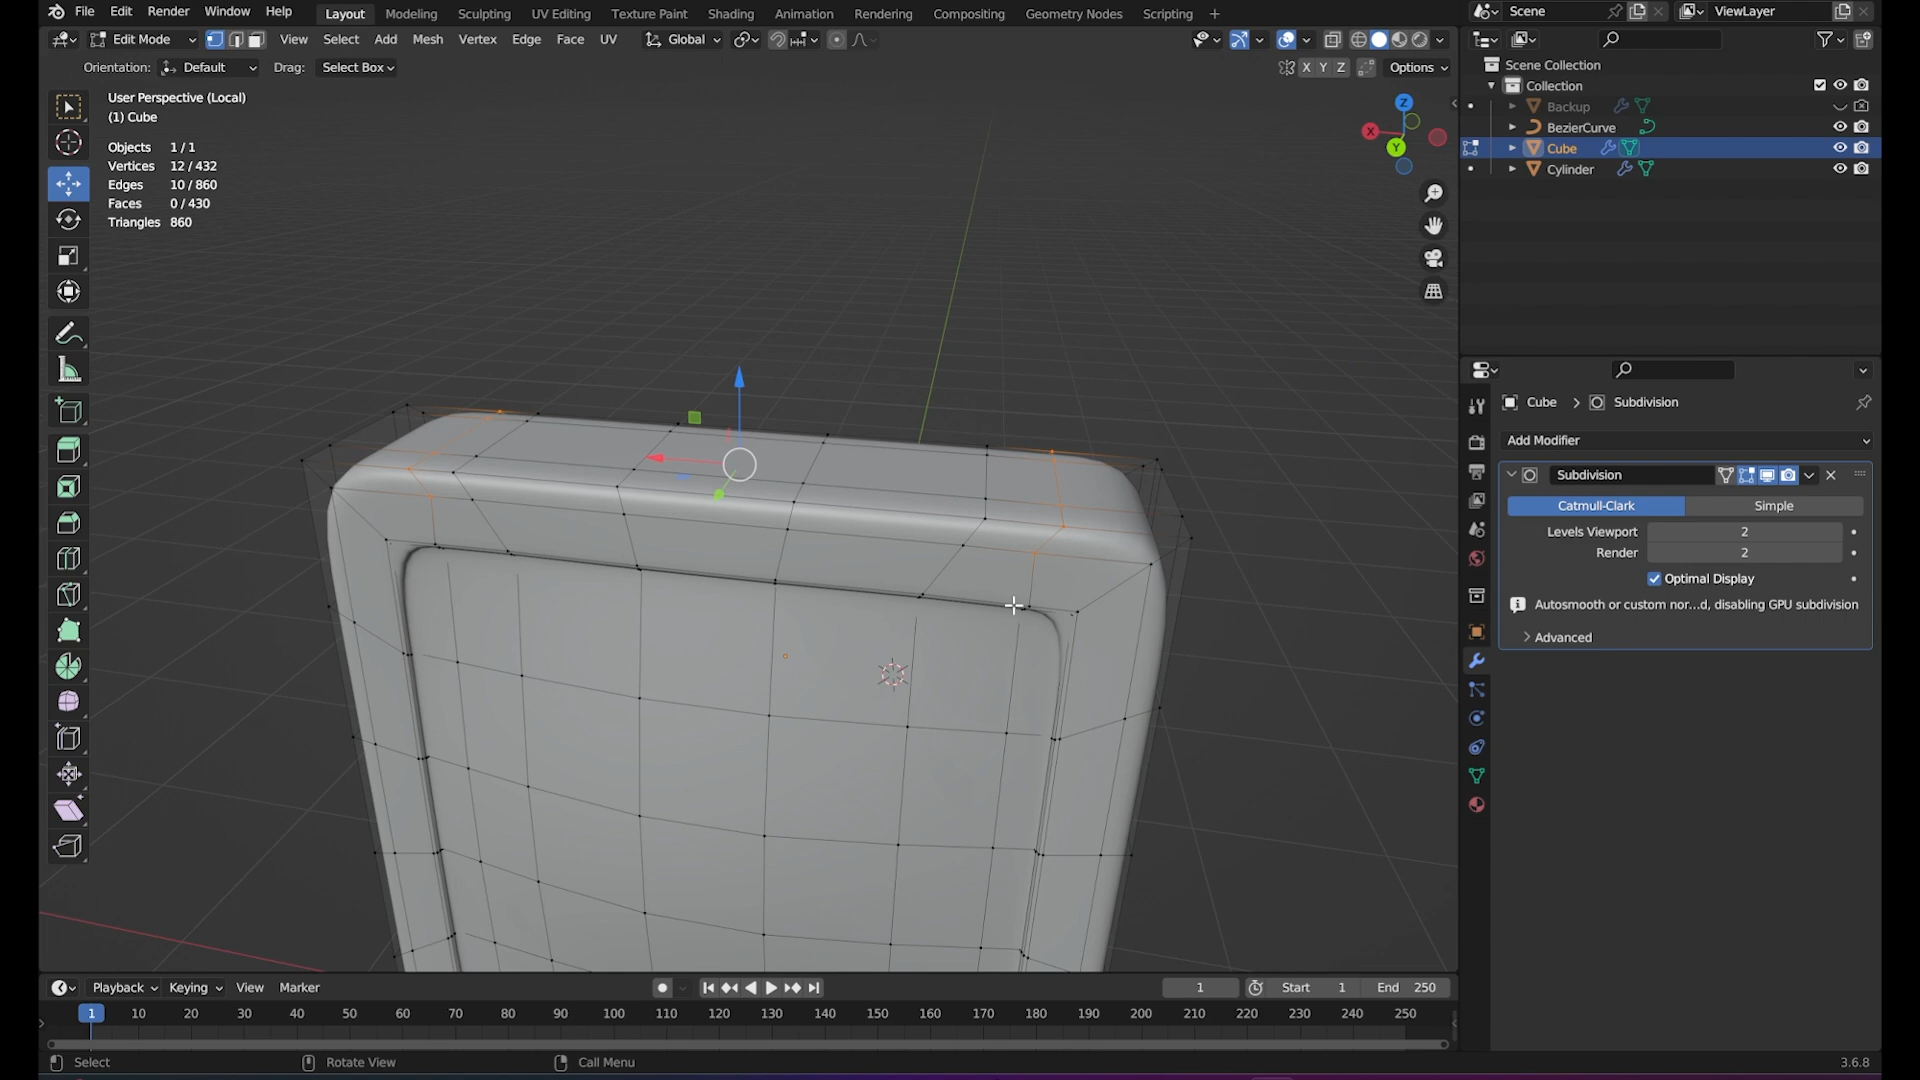 File Edit Render Window Help Layout Modeling Sculpting UV Editing Texture Paint Shading Animation Rendering Compositing Geometry Nodes Scripting + Scene ViewLayer
Edit Mode View Select Add Mesh Vertex Edge Face UV Global
Orientation: Default Drag: Select Box X Y Z Options
User Perspective (Local)
(1) Cube
Objects 1/1
Vertices 12/432
Edges 10/860
Faces 0/430
Triangles 860
Z
X
Y
Scene Collection
Collection
Backup
BezierCurve
Cube
Cylinder
Cube > Subdivision
Add Modifier
Subdivision
Catmull-Clark Simple
Levels Viewport 2
Render 2
Optimal Display
Autosmooth or custom nor...d, disabling GPU subdivision
Advanced
Playback Keying View Marker 1 Start 1 End 250
1 10 20 30 40 50 60 70 80 90 100 110 120 130 140 150 160 170 180 190 200 210 220 230 240 250
Select Rotate View Call Menu 3.6.8